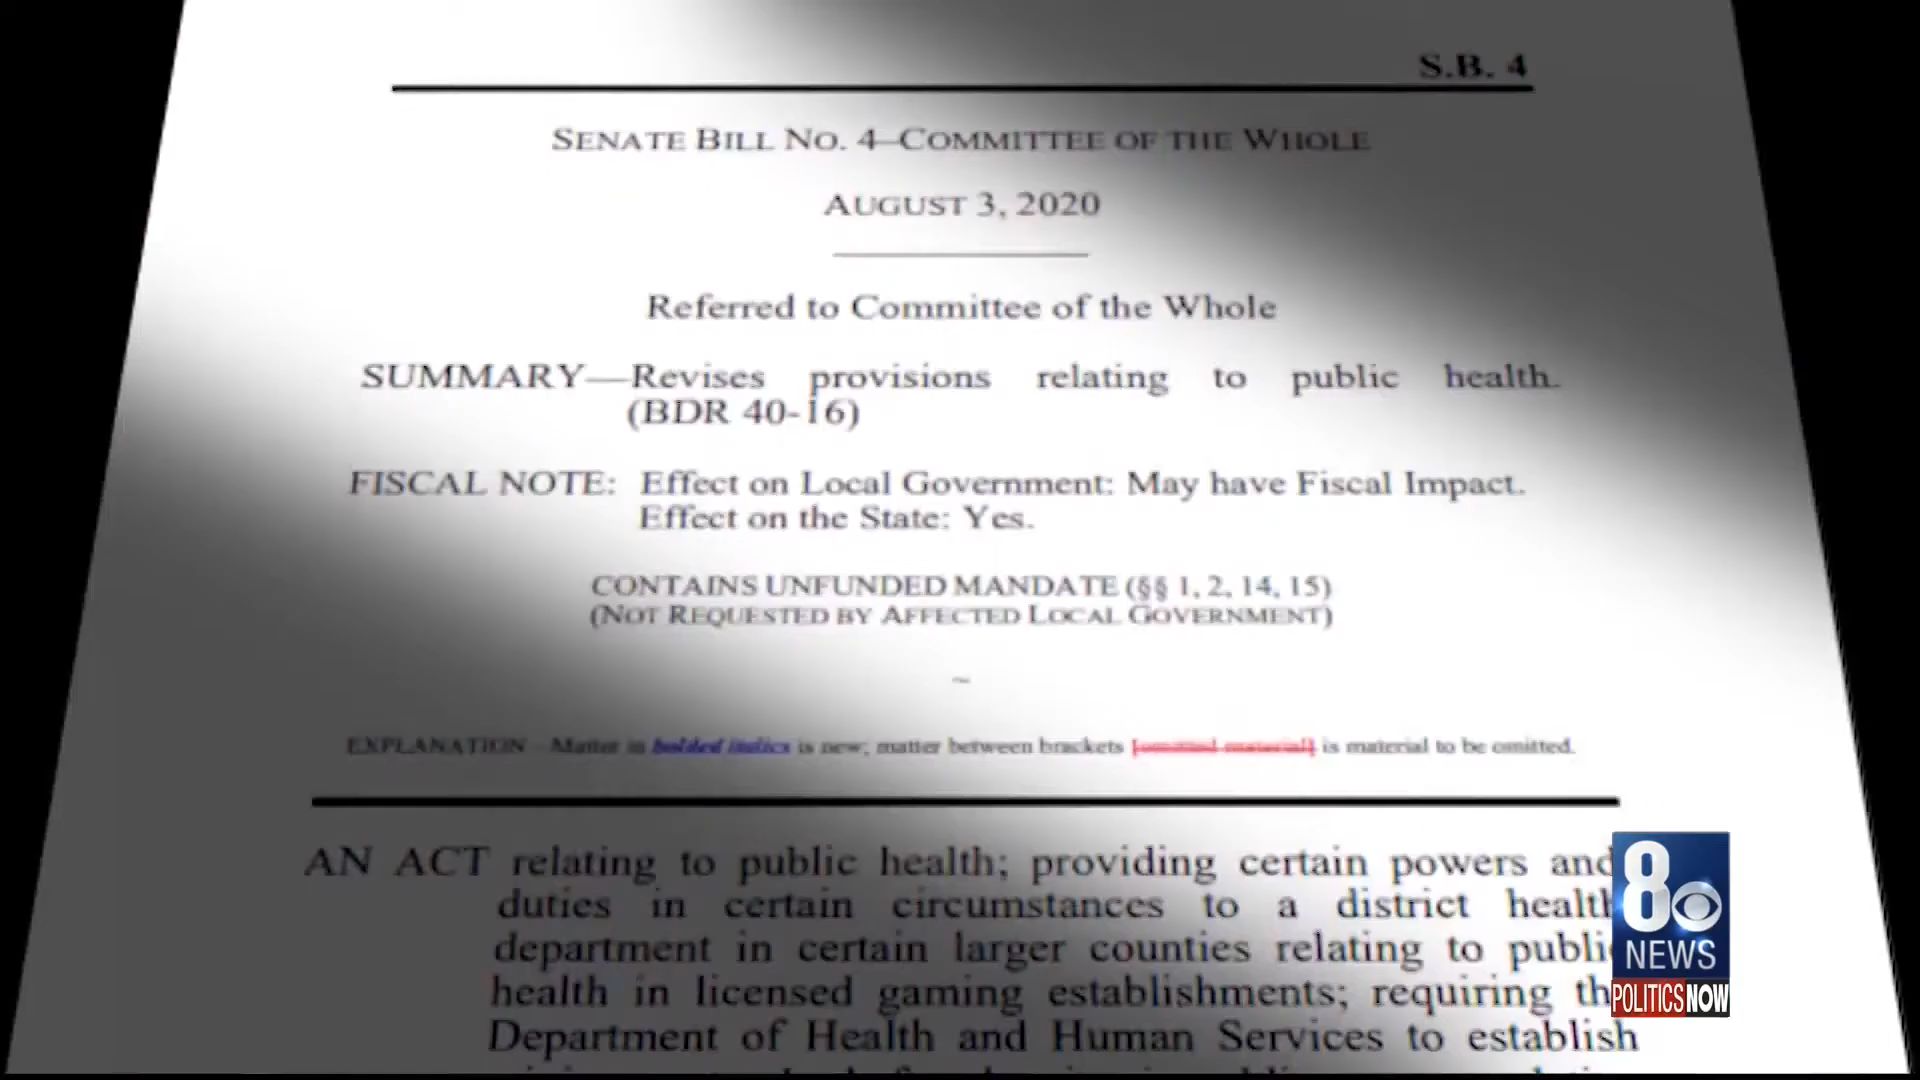 S.B. 4
SENATE BILL NO. 4–COMMITTEE OF THE WHOLE
AUGUST 3, 2020
Referred to Committee of the Whole
SUMMARY—Revises provisions relating to public health.
(BDR 40-16)
FISCAL NOTE: Effect on Local Government: May have Fiscal Impact.
Effect on the State: Yes.
CONTAINS UNFUNDED MANDATE (§§ 1, 2, 14, 15)
(NOT REQUESTED BY AFFECTED LOCAL GOVERNMENT)
~
EXPLANATION – Matter in bolded italics is new; matter between brackets [omitted material] is material to be omitted.
AN ACT relating to public health; providing certain powers and
duties in certain circumstances to a district health
department in certain larger counties relating to public
health in licensed gaming establishments; requiring
Department of Health and Human Services to establish
8
NEWS
POLITICSNOW